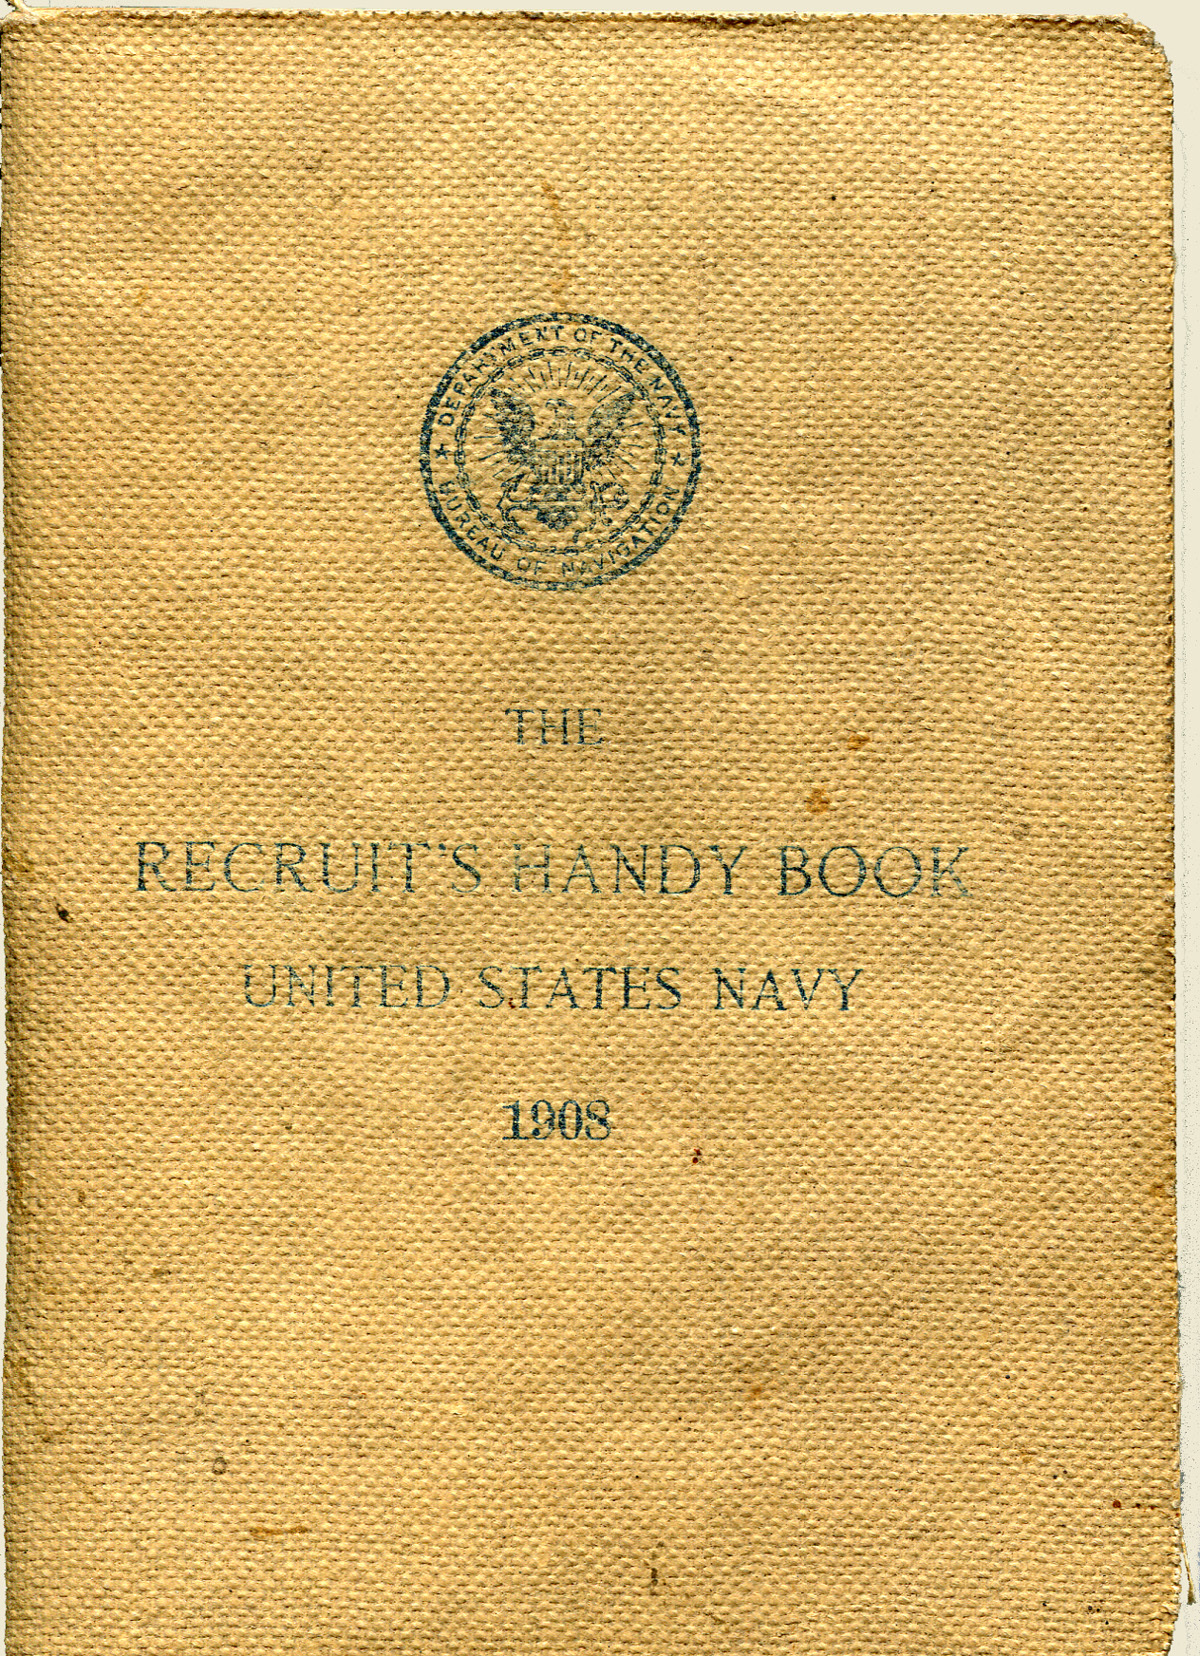 ★ DEPARTMENT OF THE NAVY ★
BUREAU OF NAVIGATION
THE
RECRUIT'S HANDY BOOK
UNITED STATES NAVY
1908